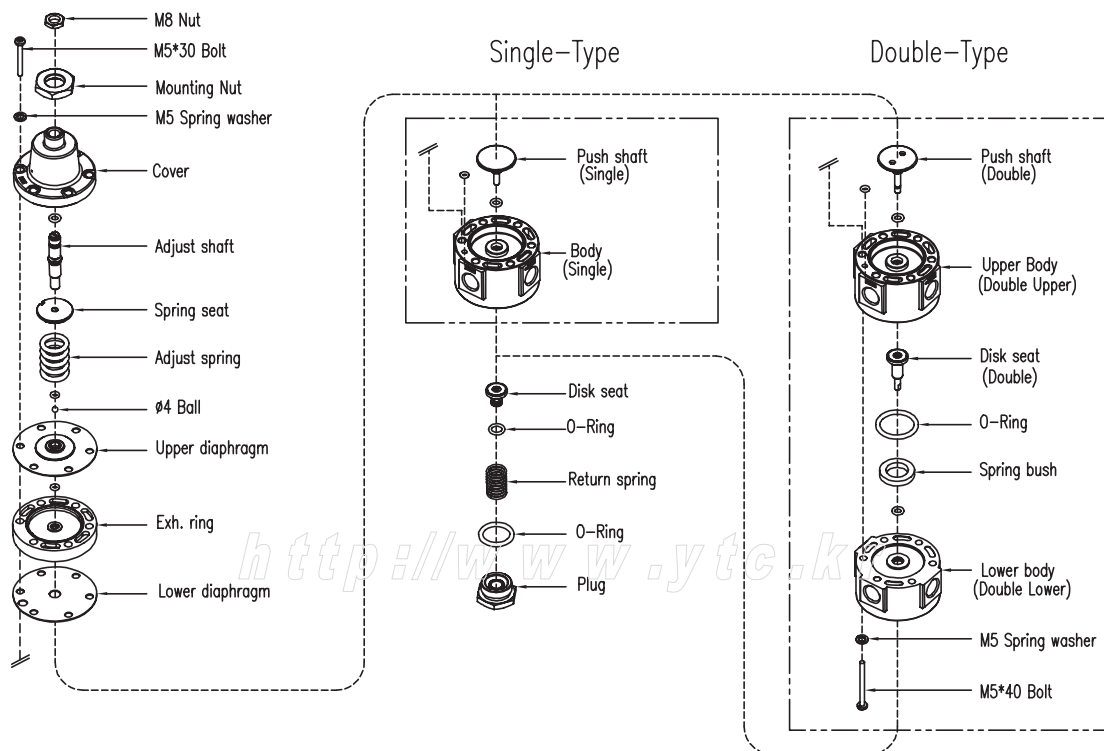 Single-Type
Double-Type
M8 Nut
M5*30 Bolt
Mounting Nut
M5 Spring washer
Cover
Adjust shaft
Spring seat
Adjust spring
ø4 Ball
Upper diaphragm
Exh. ring
Lower diaphragm
Push shaft
(Single)
Body
(Single)
Disk seat
O-Ring
Return spring
O-Ring
Plug
Push shaft
(Double)
Upper Body
(Double Upper)
Disk seat
(Double)
O-Ring
Spring bush
Lower body
(Double Lower)
M5 Spring washer
M5*40 Bolt